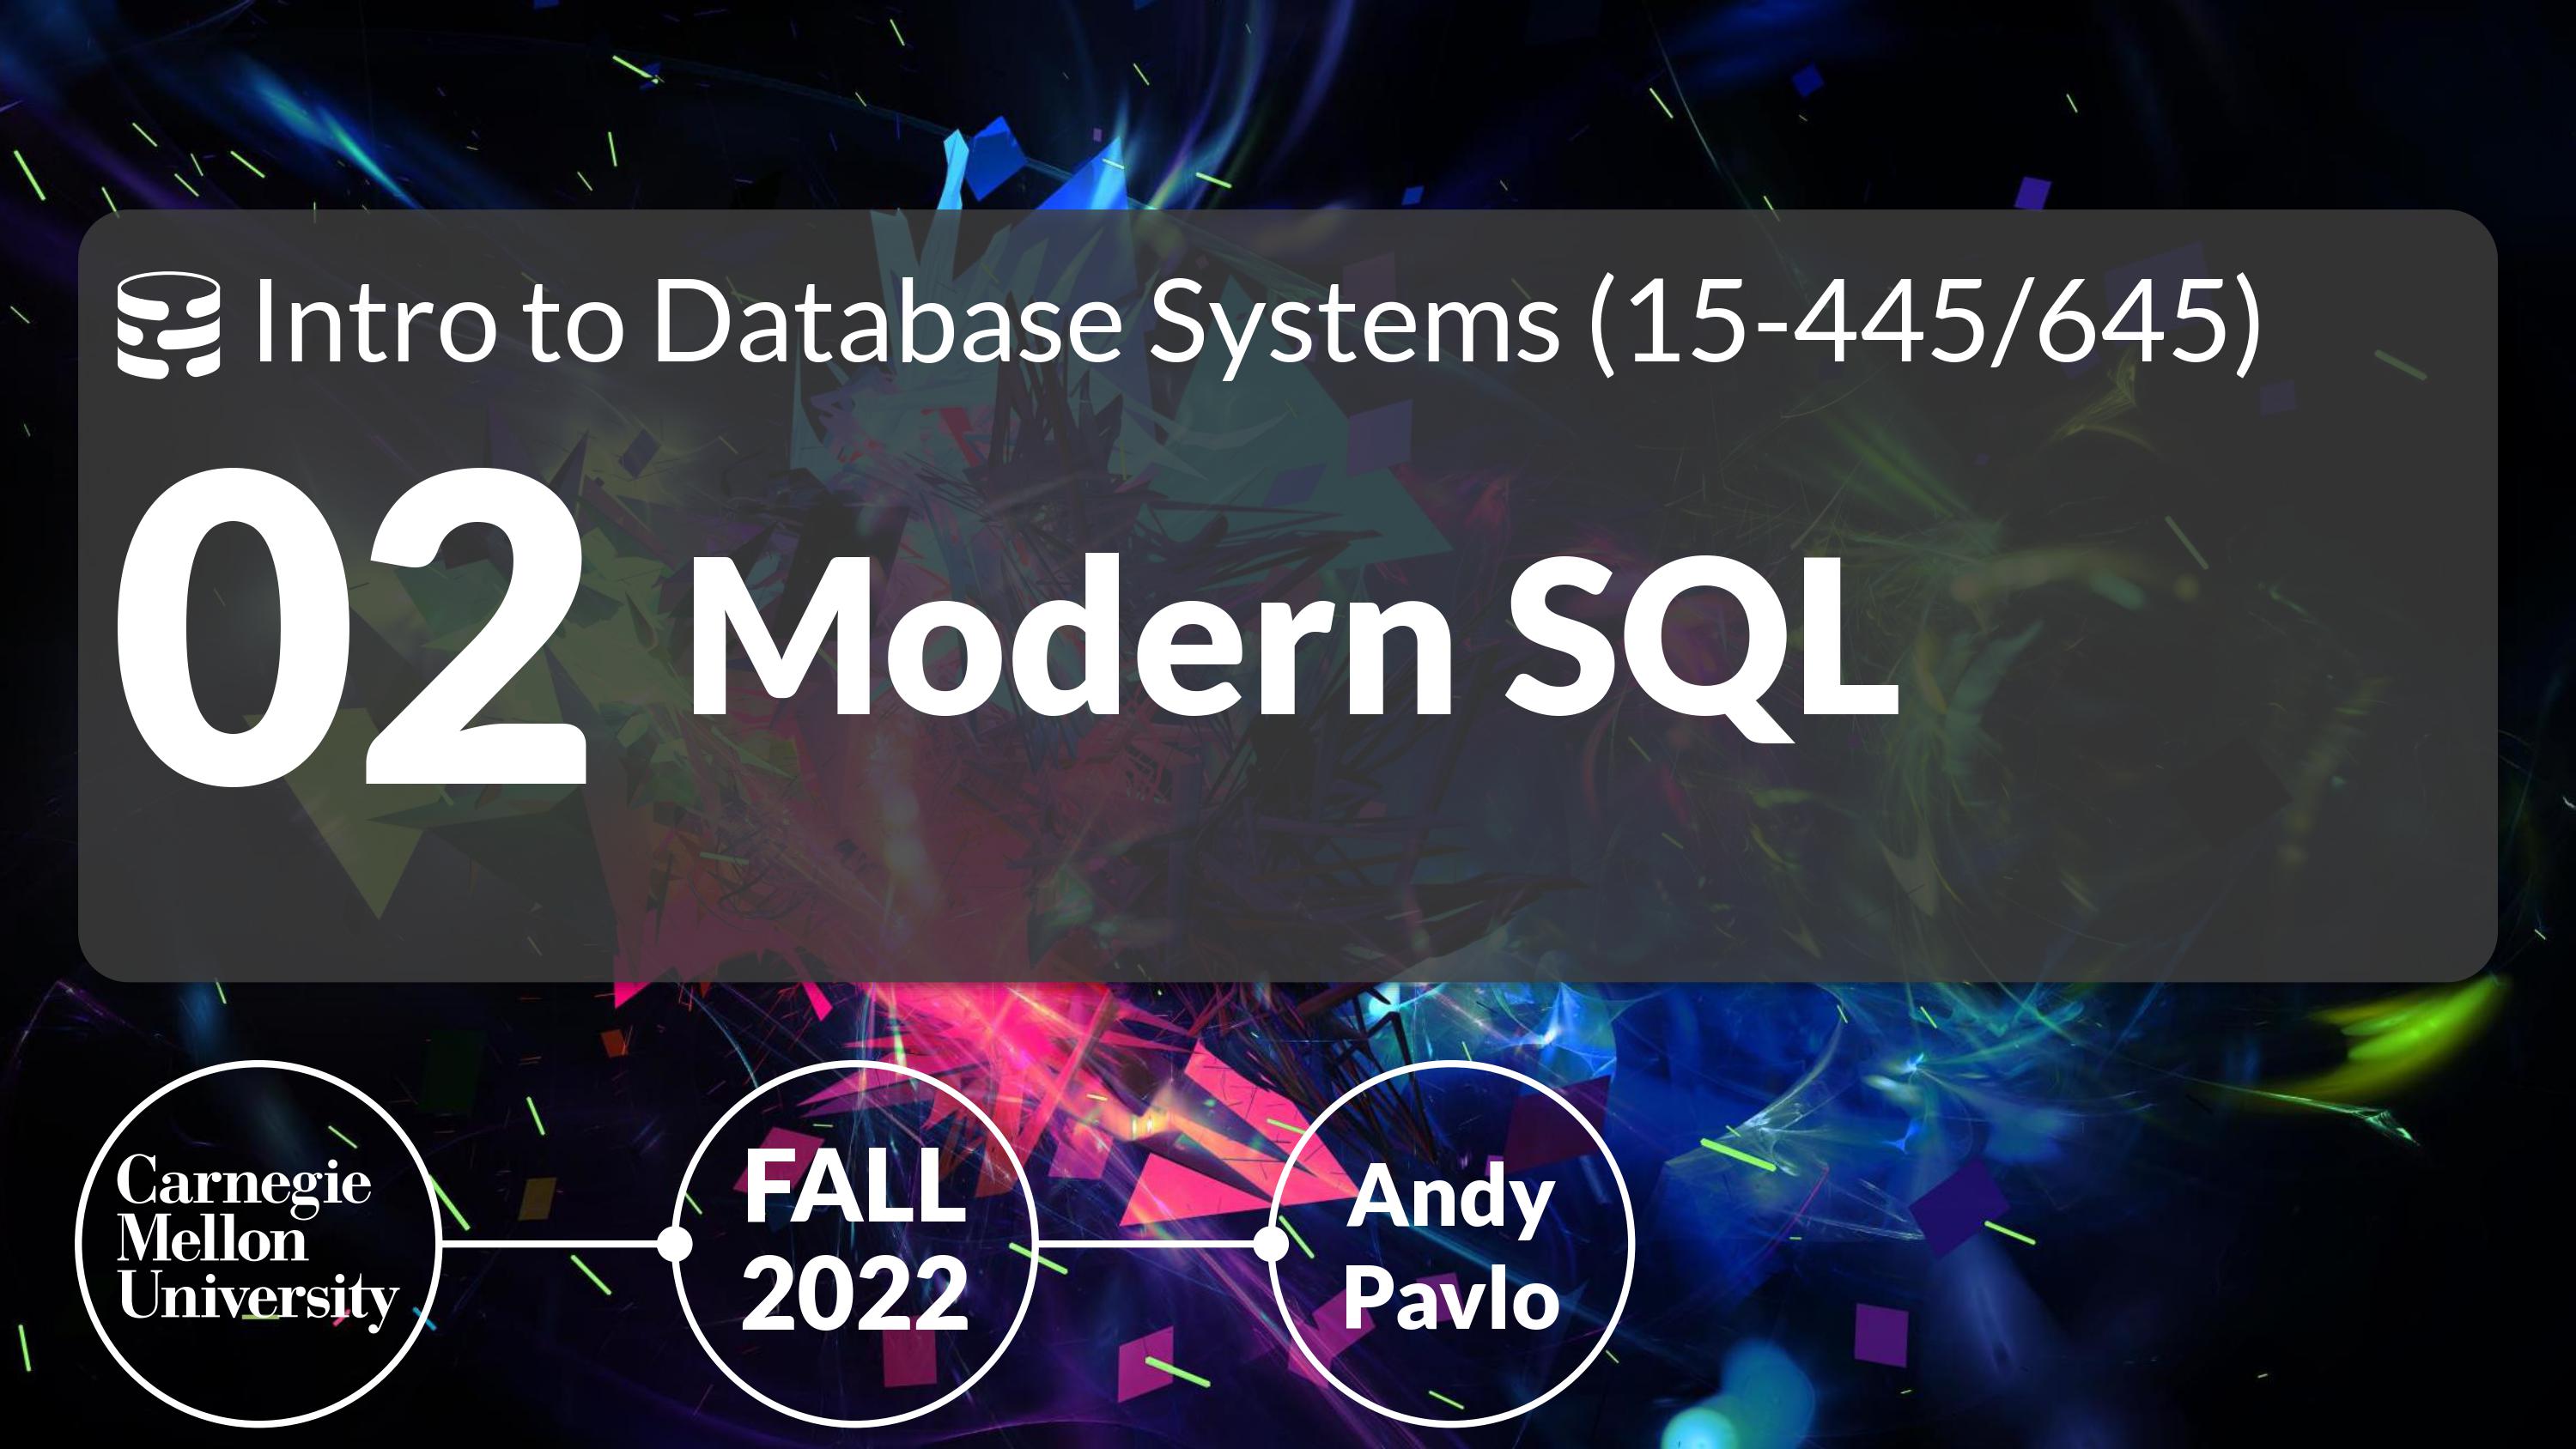 Intro to Database Systems (15-445/645)
02 Modern SQL
Carnegie
Mellon
University
FALL
2022
Andy
Pavlo